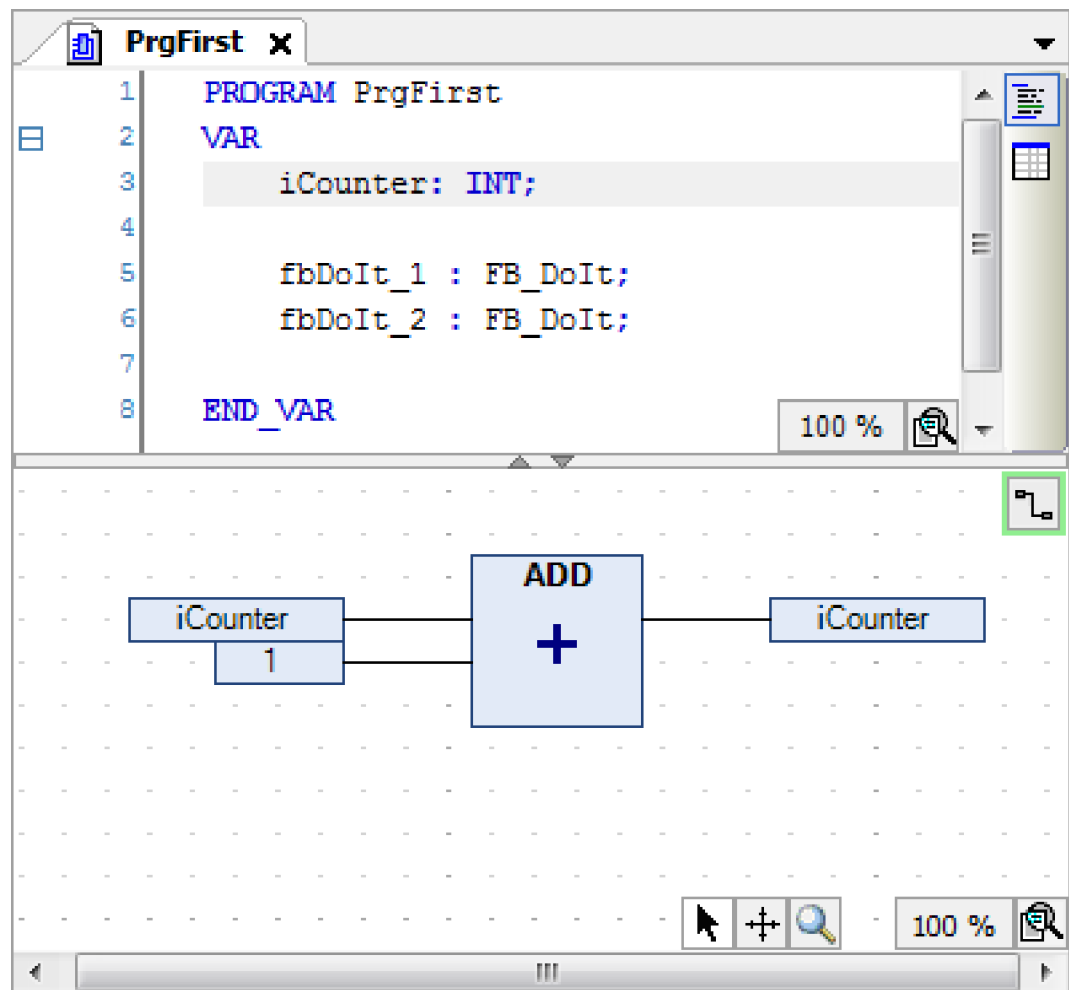 PrgFirst
1 PROGRAM PrgFirst
2 VAR
3 iCounter: INT;
4
5 fbDoIt_1 : FB_DoIt;
6 fbDoIt_2 : FB_DoIt;
7
8 END_VAR
100 %
ADD
iCounter
iCounter
1
+
100 %